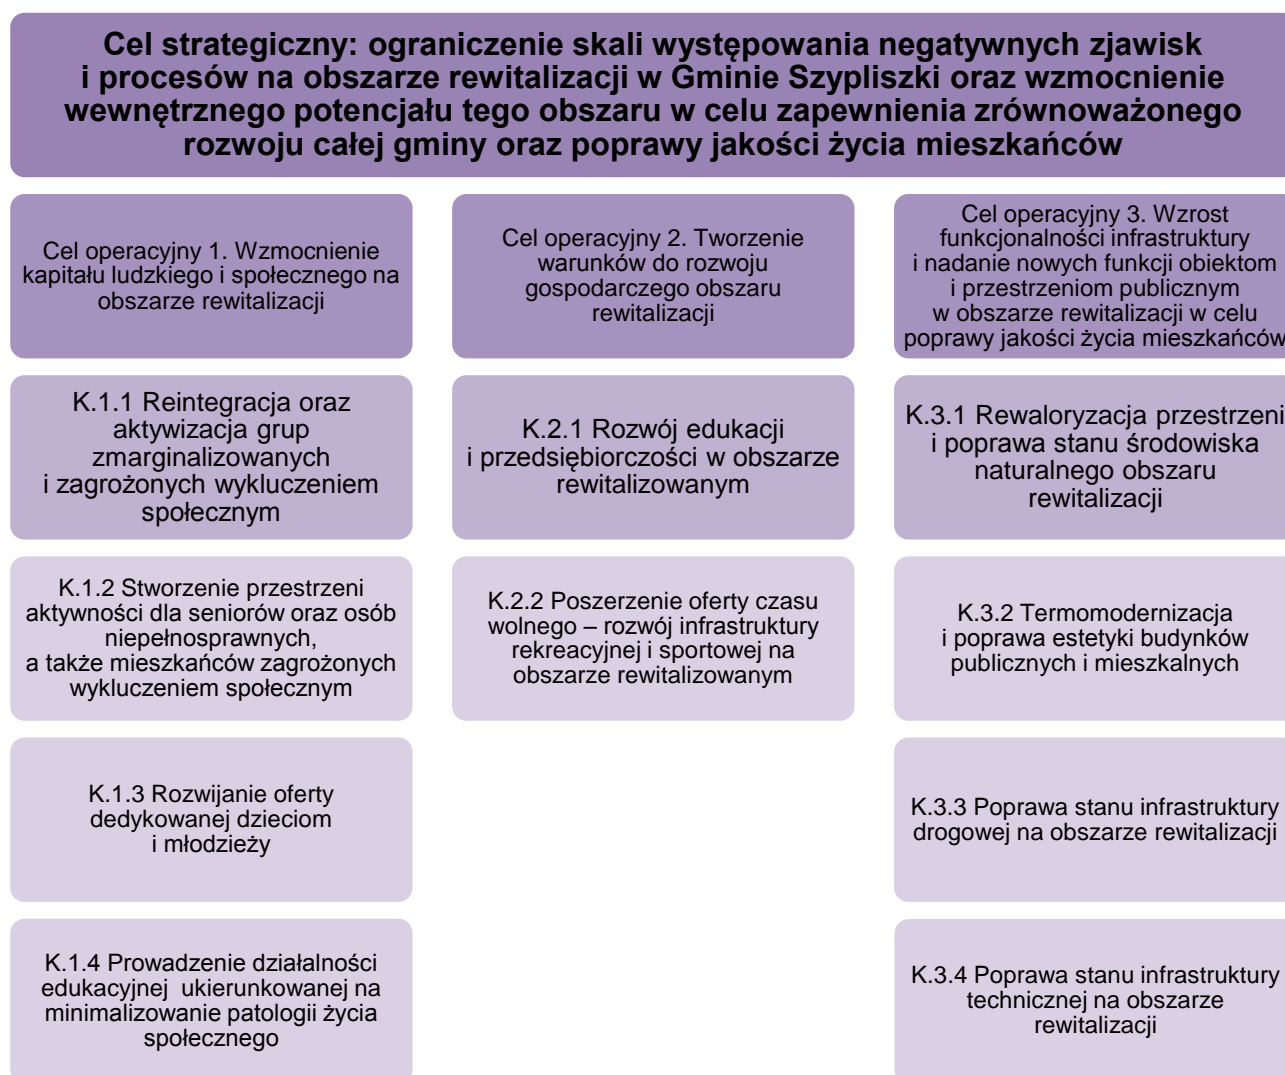 Cel strategiczny: ograniczenie skali występowania negatywnych zjawisk
i procesów na obszarze rewitalizacji w Gminie Szypliszki oraz wzmocnienie
wewnętrznego potencjału tego obszaru w celu zapewnienia zrównoważonego
rozwoju całej gminy oraz poprawy jakości życia mieszkańców
Cel operacyjny 1. Wzmocnienie
kapitału ludzkiego i społecznego na
obszarze rewitalizacji
K.1.1 Reintegracja oraz
aktywizacja grup
zmarginalizowanych
i zagrożonych wykluczeniem
społecznym
K.1.2 Stworzenie przestrzeni
aktywności dla seniorów oraz osób
niepełnosprawnych,
a także mieszkańców zagrożonych
wykluczeniem społecznym
K.1.3 Rozwijanie oferty
dedykowanej dzieciom
i młodzieży
K.1.4 Prowadzenie działalności
edukacyjnej ukierunkowanej na
minimalizowanie patologii życia
społecznego
Cel operacyjny 2. Tworzenie
warunków do rozwoju
gospodarczego obszaru
rewitalizacji
K.2.1 Rozwój edukacji
i przedsiębiorczości w obszarze
rewitalizowanym
K.2.2 Poszerzenie oferty czasu
wolnego – rozwój infrastruktury
rekreacyjnej i sportowej na
obszarze rewitalizowanym
Cel operacyjny 3. Wzrost
funkcjonalności infrastruktury
i nadanie nowych funkcji obiektom
i przestrzeniom publicznym
w obszarze rewitalizacji w celu
poprawy jakości życia mieszkańców
K.3.1 Rewaloryzacja przestrzeni
i poprawa stanu środowiska
naturalnego obszaru
rewitalizacji
K.3.2 Termomodernizacja
i poprawa estetyki budynków
publicznych i mieszkalnych
K.3.3 Poprawa stanu infrastruktury
drogowej na obszarze rewitalizacji
K.3.4 Poprawa stanu infrastruktury
technicznej na obszarze
rewitalizacji